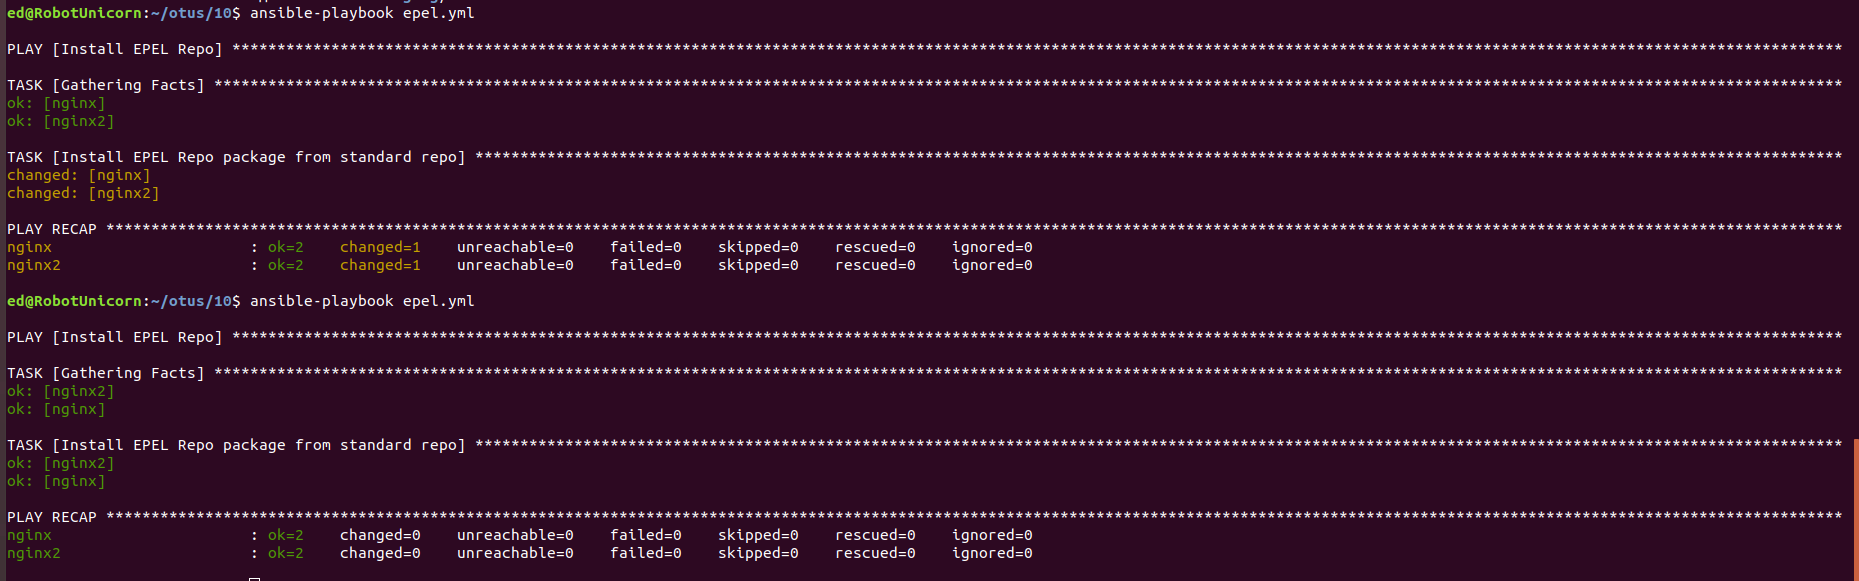 ed@RobotUnicorn:~/otus/10$ ansible-playbook epel.yml
PLAY [Install EPEL Repo] ***********************************************************************************************************************************************************************************
TASK [Gathering Facts] *************************************************************************************************************************************************************************************
ok: [nginx]
ok: [nginx2]
TASK [Install EPEL Repo package from standard repo] ********************************************************************************************************************************************************
changed: [nginx]
changed: [nginx2]
PLAY RECAP *************************************************************************************************************************************************************************************************
nginx                      : ok=2    changed=1    unreachable=0    failed=0    skipped=0    rescued=0    ignored=0
nginx2                     : ok=2    changed=1    unreachable=0    failed=0    skipped=0    rescued=0    ignored=0
ed@RobotUnicorn:~/otus/10$ ansible-playbook epel.yml
PLAY [Install EPEL Repo] ***********************************************************************************************************************************************************************************
TASK [Gathering Facts] *************************************************************************************************************************************************************************************
ok: [nginx2]
ok: [nginx]
TASK [Install EPEL Repo package from standard repo] ********************************************************************************************************************************************************
ok: [nginx2]
ok: [nginx]
PLAY RECAP *************************************************************************************************************************************************************************************************
nginx                      : ok=2    changed=0    unreachable=0    failed=0    skipped=0    rescued=0    ignored=0
nginx2                     : ok=2    changed=0    unreachable=0    failed=0    skipped=0    rescued=0    ignored=0